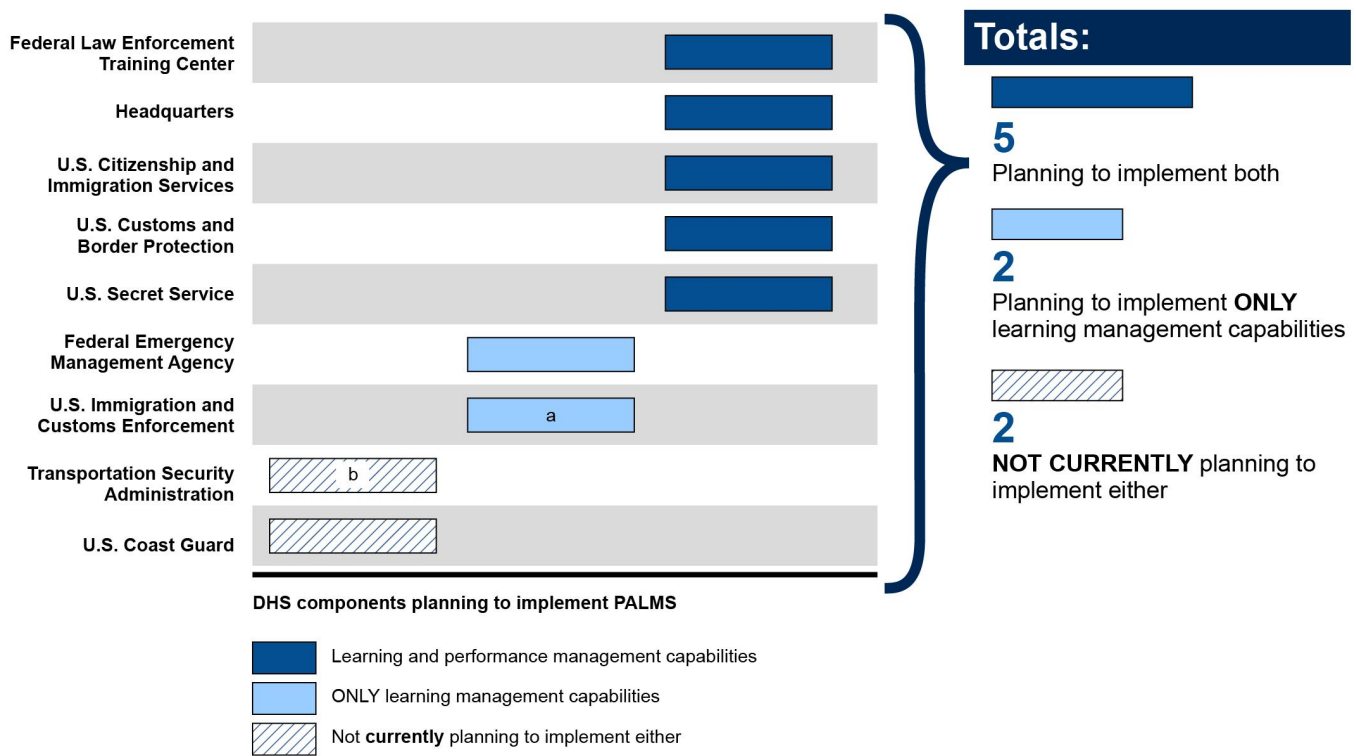 Federal Law Enforcement
Training Center
Headquarters
U.S. Citizenship and
Immigration Services
U.S. Customs and
Border Protection
U.S. Secret Service
Federal Emergency
Management Agency
U.S. Immigration and
Customs Enforcement
a
Transportation Security
Administration
b
U.S. Coast Guard
DHS components planning to implement PALMS
Learning and performance management capabilities
ONLY learning management capabilities
Not currently planning to implement either
Totals:
5
Planning to implement both
2
Planning to implement ONLY
learning management capabilities
2
NOT CURRENTLY planning to
implement either